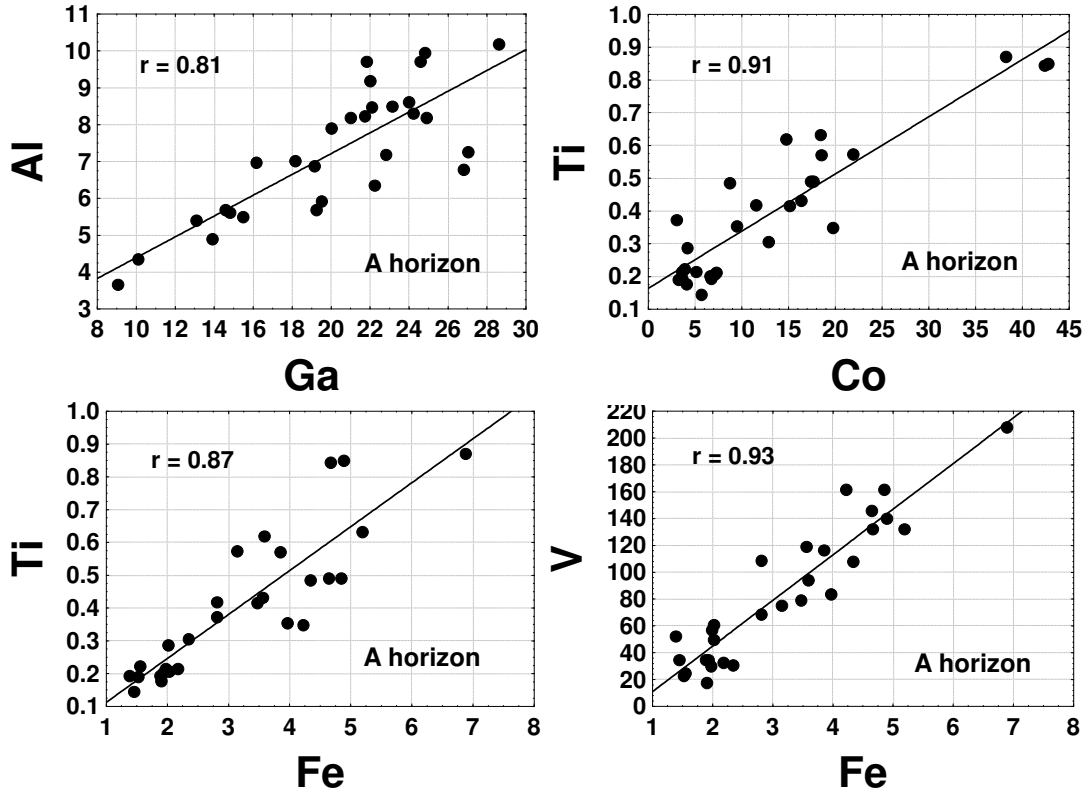 11
10
9
8
7
6
5
4
3
Al
r = 0.81
A horizon
8 10 12 14 16 18 20 22 24 26 28 30
Ga
1.0
0.9
0.8
0.7
0.6
0.5
0.4
0.3
0.2
0.1
Ti
r = 0.91
A horizon
0 5 10 15 20 25 30 35 40 45
Co
1.0
0.9
0.8
0.7
0.6
0.5
0.4
0.3
0.2
0.1
Ti
r = 0.87
A horizon
1 2 3 4 5 6 7 8
Fe
220
200
180
160
140
120
100
80
60
40
20
0
V
r = 0.93
A horizon
1 2 3 4 5 6 7 8
Fe